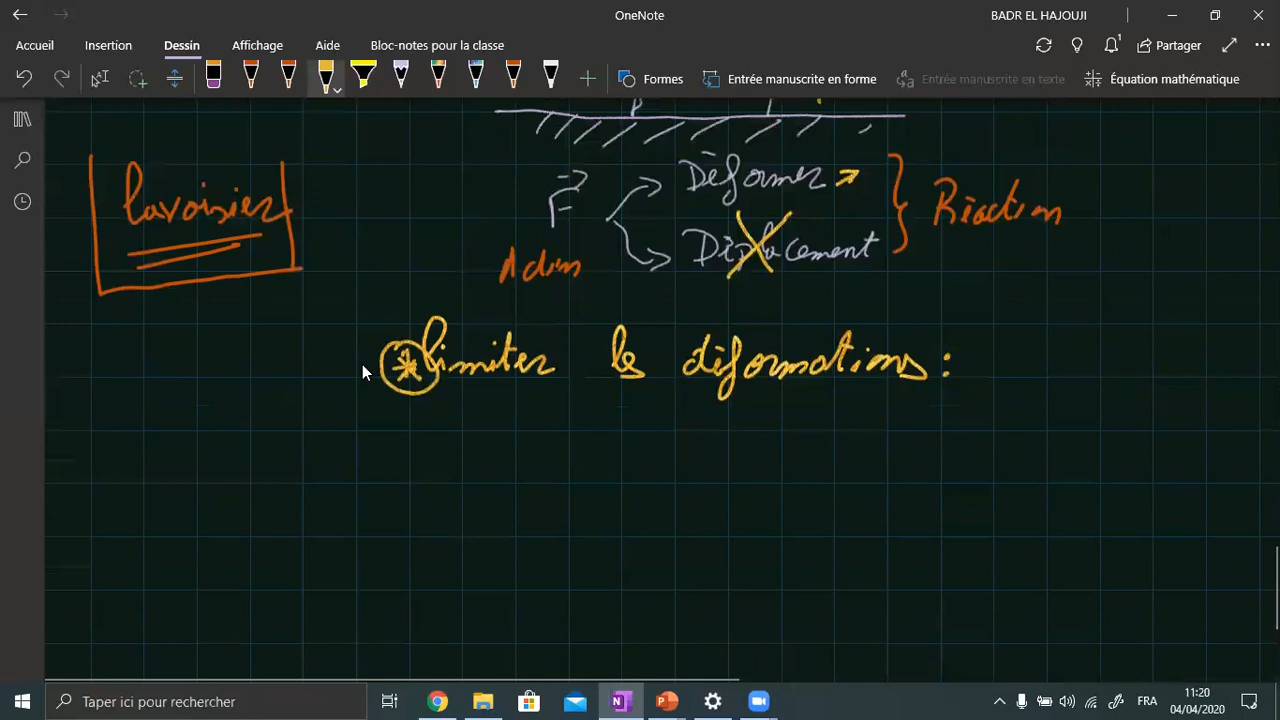 OneNote
BADR EL HAJOUJI
Accueil Insertion Dessin Affichage Aide Bloc-notes pour la classe
Partager
Formes Entrée manuscrite en forme Entrée manuscrite en texte Équation mathématique
lavoisier
F Déformer
Déplacement
Action
Réaction
* limiter les déformations :
Taper ici pour rechercher
FRA
11:20
04/04/2020